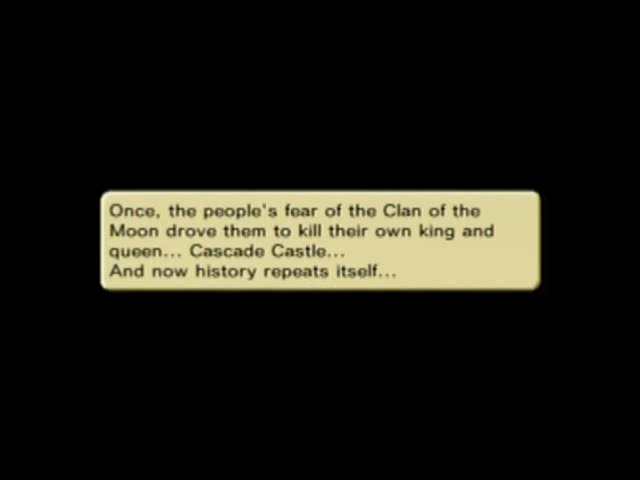 Once, the people's fear of the Clan of the
Moon drove them to kill their own king and
queen... Cascade Castle...
And now history repeats itself...